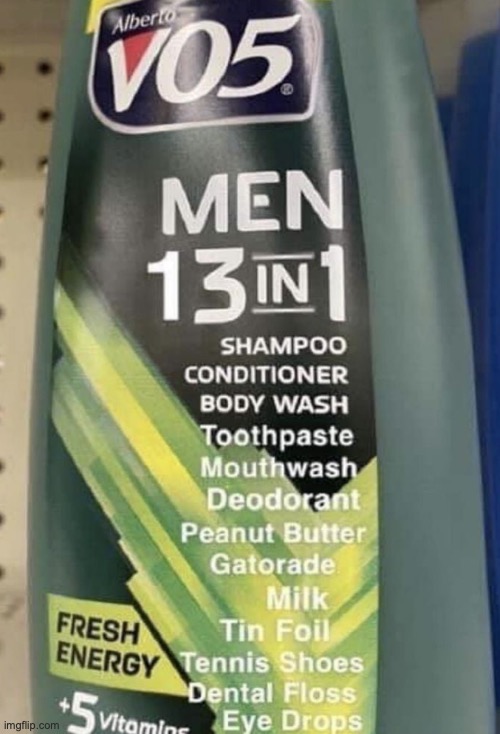 Alberto
VO5®
MEN
13 IN 1
SHAMPOO
CONDITIONER
BODY WASH
Toothpaste
Mouthwash
Deodorant
Peanut Butter
Gatorade
Milk
Tin Foil
Tennis Shoes
Dental Floss
Eye Drops
FRESH
ENERGY
+5 Vitamins
imgflip.com